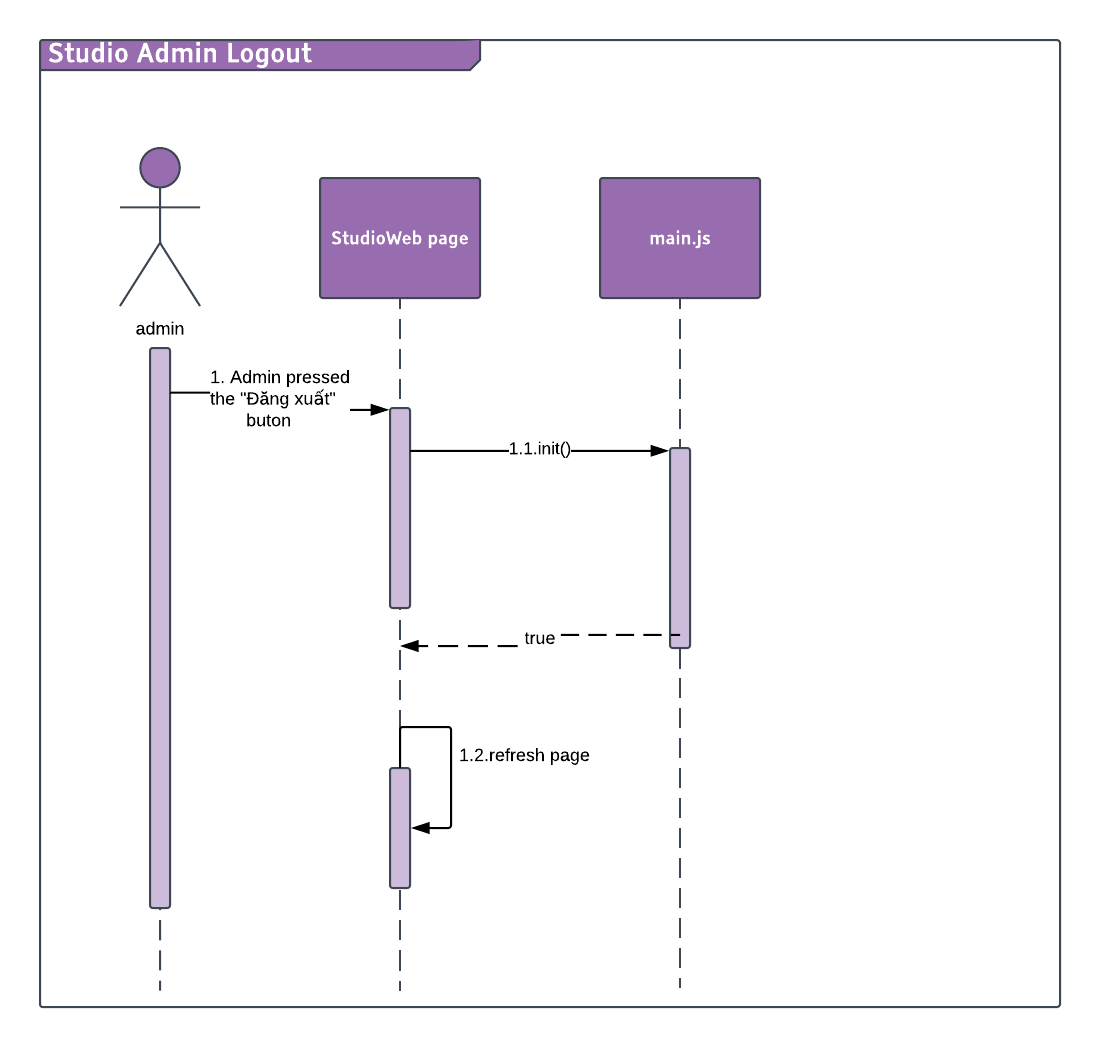 Studio Admin Logout
StudioWeb page
main.js
admin
1. Admin pressed
the "Đăng xuất"
buton
1.1.init()
true
1.2.refresh page